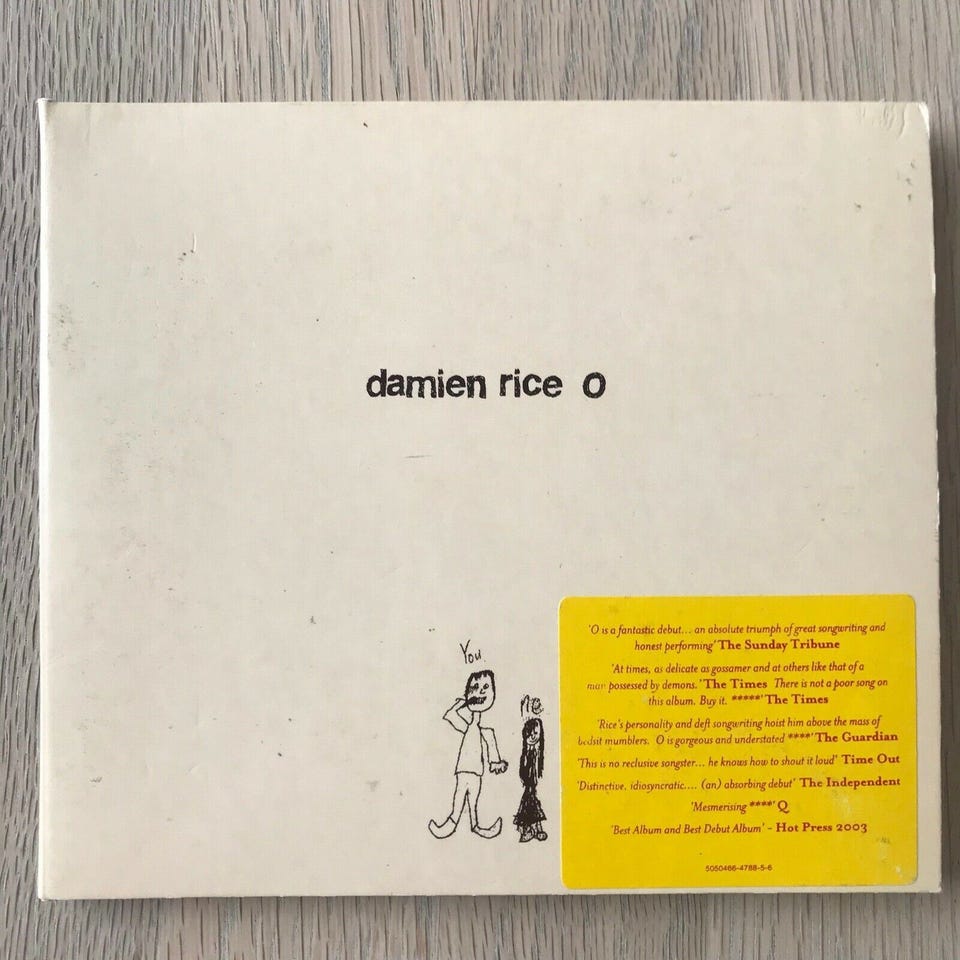 damien rice O
You
me
'O is a fantastic debut... an absolute triumph of great songwriting and
honest performing' The Sunday Tribune
'At times, as delicate as gossamer and at others like that of a
man possessed by demons.' The Times There is not a poor song on
this album. Buy it. *****' The Times
'Rice's personality and deft songwriting hoist him above the mass of
bedsit mumblers. O is gorgeous and understated ****' The Guardian
'This is no reclusive songster... he knows how to shout it loud' Time Out
'Distinctive, idiosyncratic.... (an) absorbing debut' The Independent
'Mesmerising ****' Q
'Best Album and Best Debut Album' - Hot Press 2003
5050466-4788-5-6